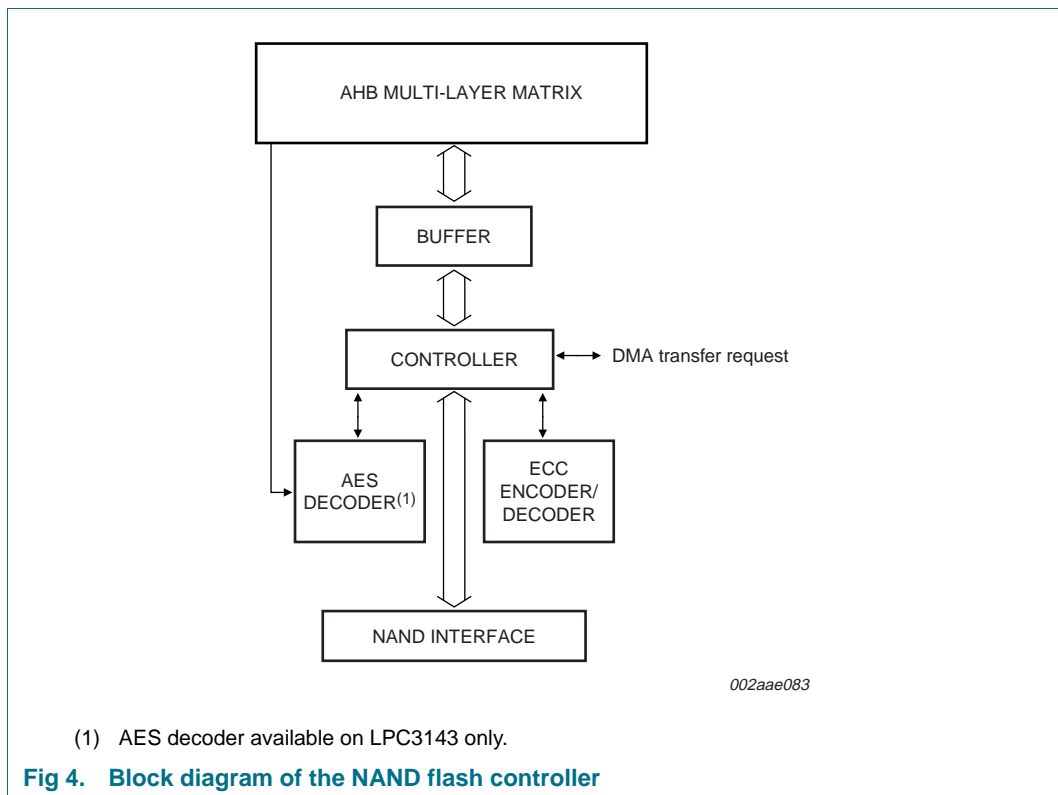 AHB MULTI-LAYER MATRIX
BUFFER
CONTROLLER
DMA transfer request
AES
DECODER(1)
ECC
ENCODER/
DECODER
NAND INTERFACE
002aae083
(1) AES decoder available on LPC3143 only.
Fig 4. Block diagram of the NAND flash controller